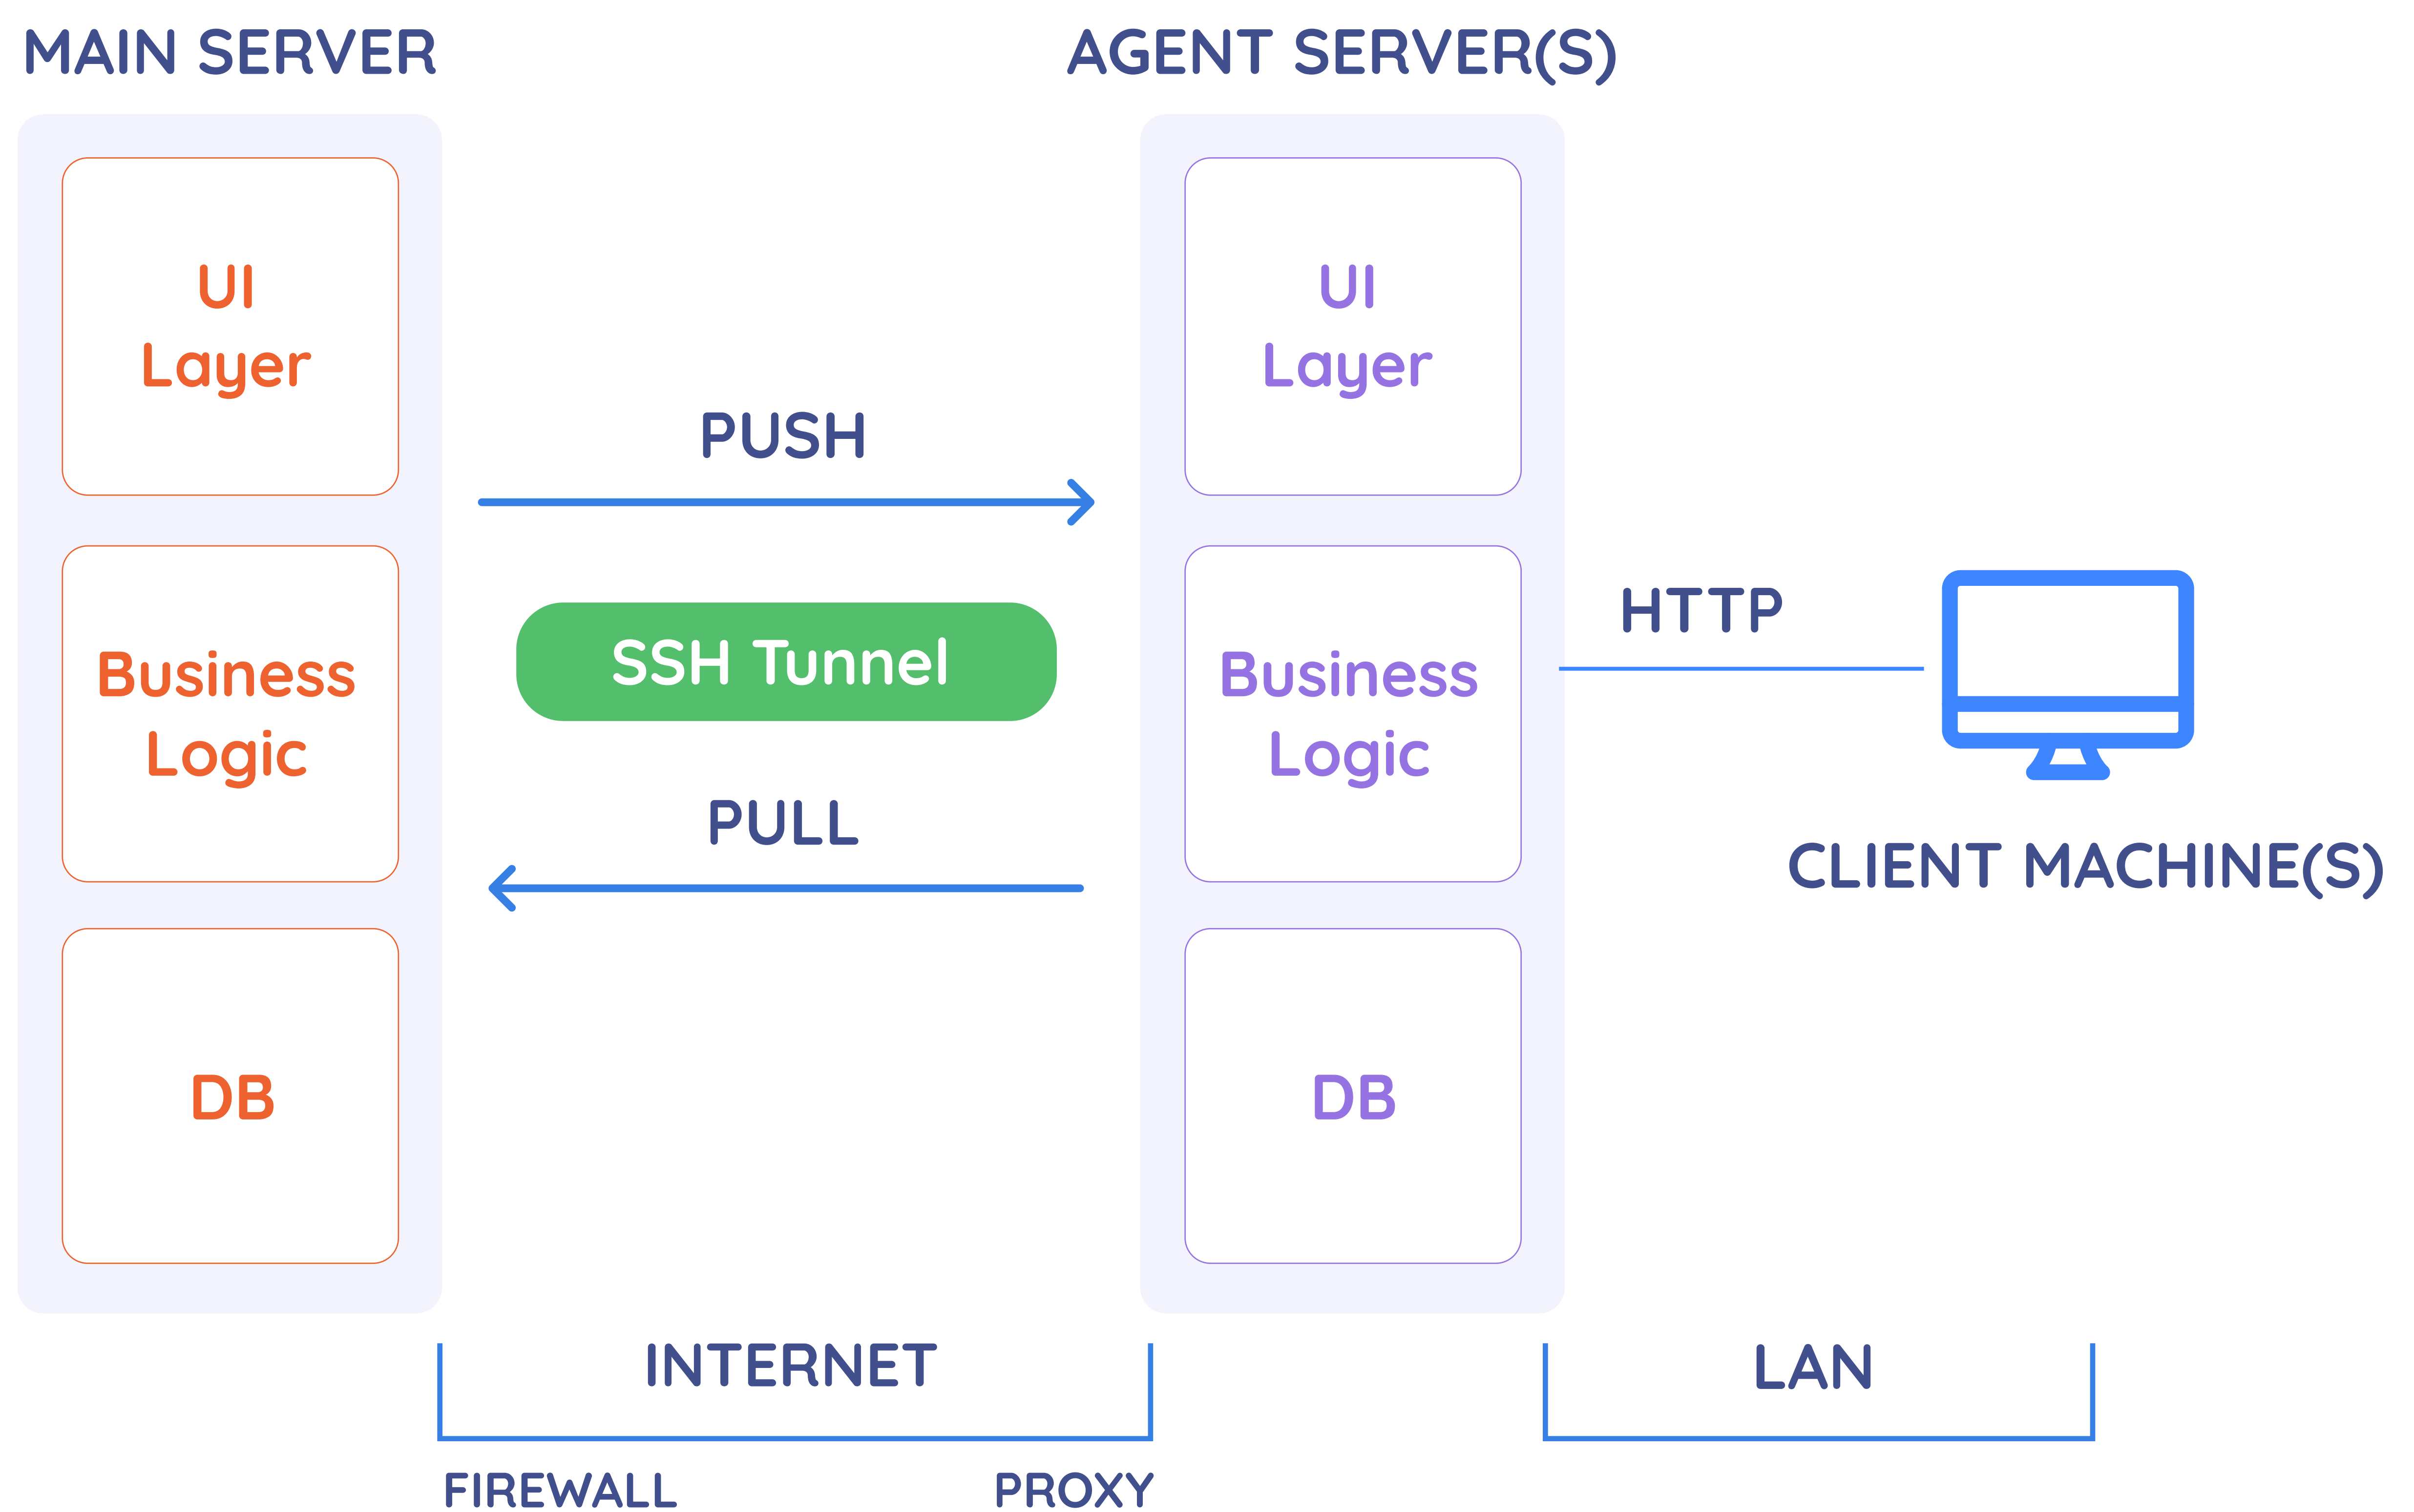 MAIN SERVER
AGENT SERVER(S)
UI
Layer
Business
Logic
DB
PUSH
SSH Tunnel
PULL
UI
Layer
Business
Logic
DB
HTTP
CLIENT MACHINE(S)
INTERNET
LAN
FIREWALL
PROXY